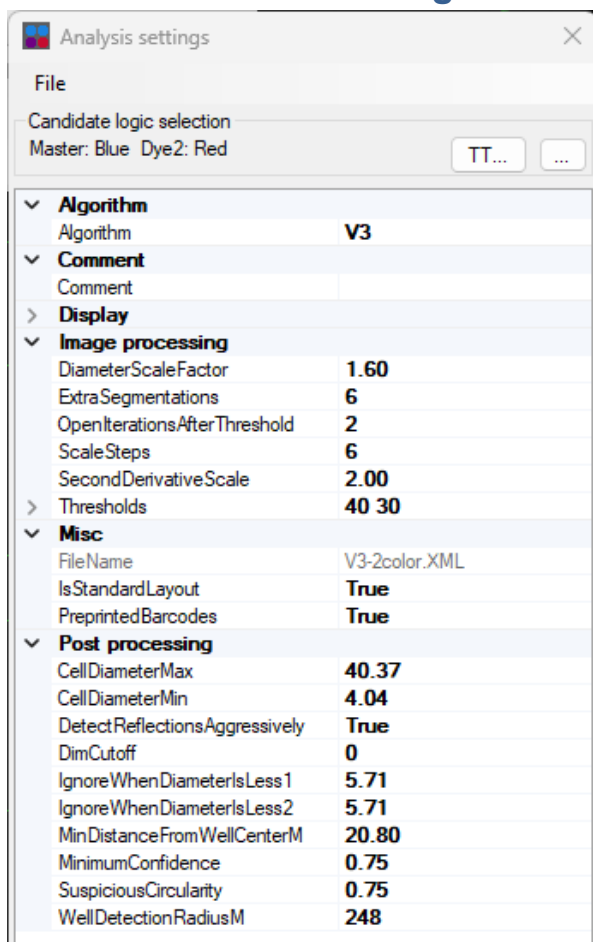 Analysis settings
File
Candidate logic selection
Master: Blue Dye2: Red
TT... ...
Algorithm
Algorithm V3
Comment
Comment
Display
Image processing
DiameterScaleFactor 1.60
ExtraSegmentations 6
OpenIterationsAfterThreshold 2
ScaleSteps 6
SecondDerivativeScale 2.00
Thresholds 40 30
Misc
FileName V3-2color.XML
IsStandardLayout True
PreprintedBarcodes True
Post processing
CellDiameterMax 40.37
CellDiameterMin 4.04
DetectReflectionsAggressively True
DimCutoff 0
IgnoreWhenDiameterIsLess1 5.71
IgnoreWhenDiameterIsLess2 5.71
MinDistanceFromWellCenterM 20.80
MinimumConfidence 0.75
SuspiciousCircularity 0.75
WellDetectionRadiusM 248